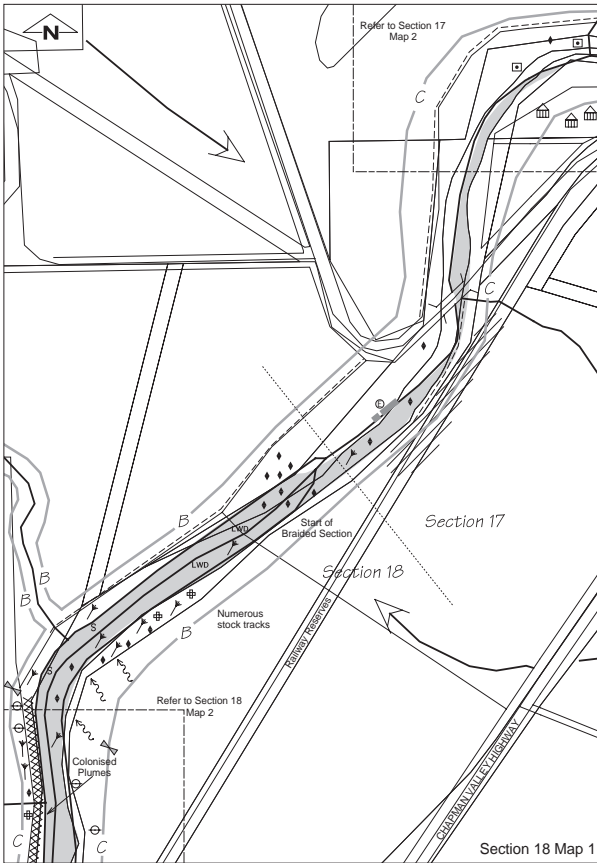 N
Refer to Section 17
Map 2
C
C
E
Section 17
B
LWD
Start of
Braided Section
LWD
Section 18
B
B
S
Numerous
stock tracks
B
Railway Reserves
S
Refer to Section 18
Map 2
Colonised
Plumes
CHAPMAN VALLEY HIGHWAY
C
C
Section 18 Map 1